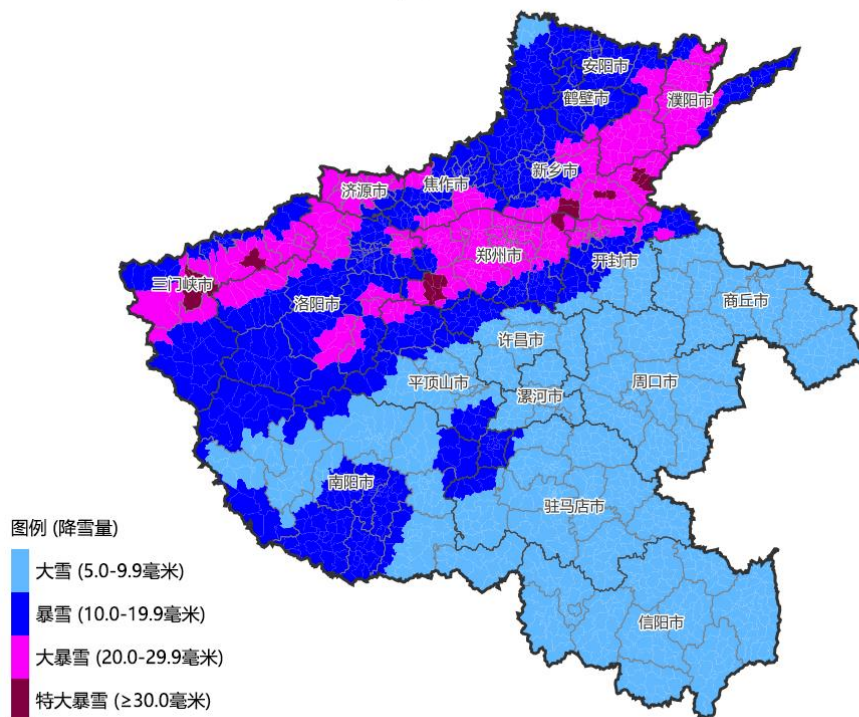 安阳市
鹤壁市
濮阳市
新乡市
焦作市
济源市
郑州市
开封市
三门峡市
洛阳市
商丘市
许昌市
平顶山市
漯河市
周口市
南阳市
驻马店市
信阳市
图例 (降雪量)
大雪 (5.0-9.9毫米)
暴雪 (10.0-19.9毫米)
大暴雪 (20.0-29.9毫米)
特大暴雪 (≥30.0毫米)